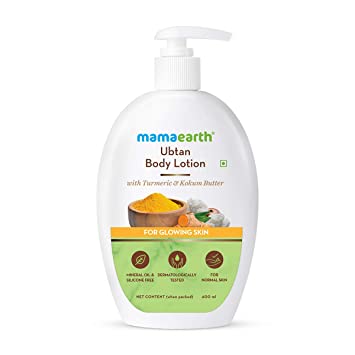 mamaearth®
Ubtan
Body Lotion
with Turmeric & Kokum Butter
FOR GLOWING SKIN
MINERAL OIL & SILICONE FREE
DERMATOLOGICALLY TESTED
FOR NORMAL SKIN
NET CONTENT (when packed) 400 ml